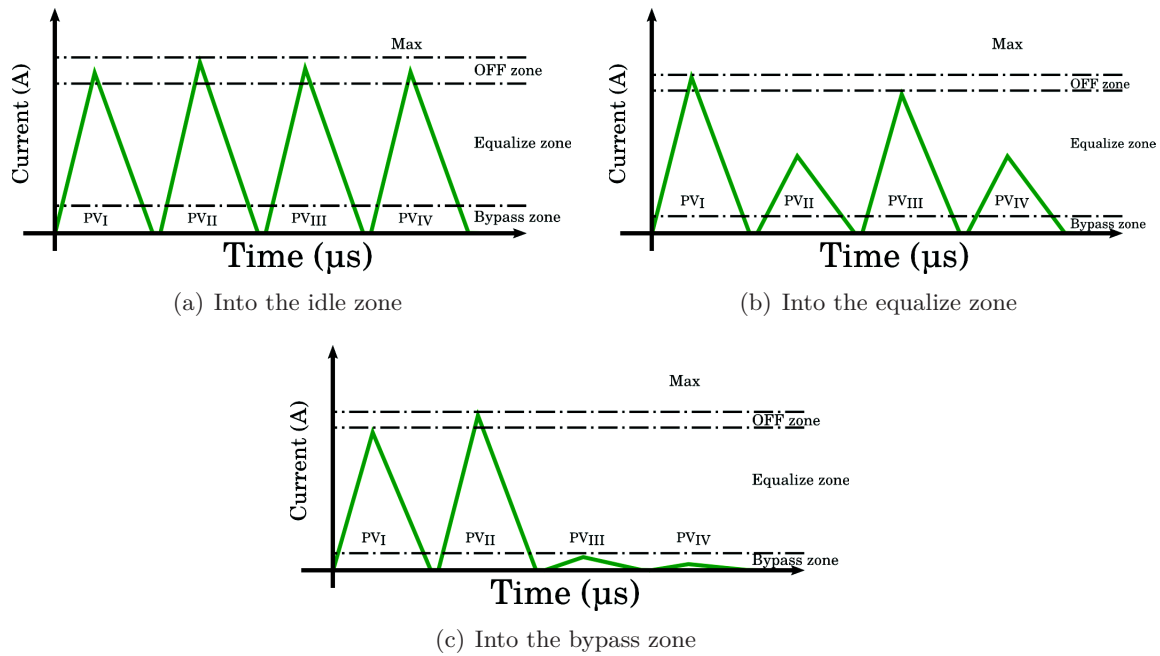 Current (A)
Max
OFF zone
Equalize zone
Bypass zone
PVI
PVII
PVIII
PVIV
Time (µs)
(a) Into the idle zone
Current (A)
Max
OFF zone
Equalize zone
PVI
PVII
PVIII
PVIV
Bypass zone
Time (µs)
(b) Into the equalize zone
Current (A)
Max
OFF zone
Equalize zone
PVI
PVII
PVIII
PVIV
Bypass zone
Time (µs)
(c) Into the bypass zone